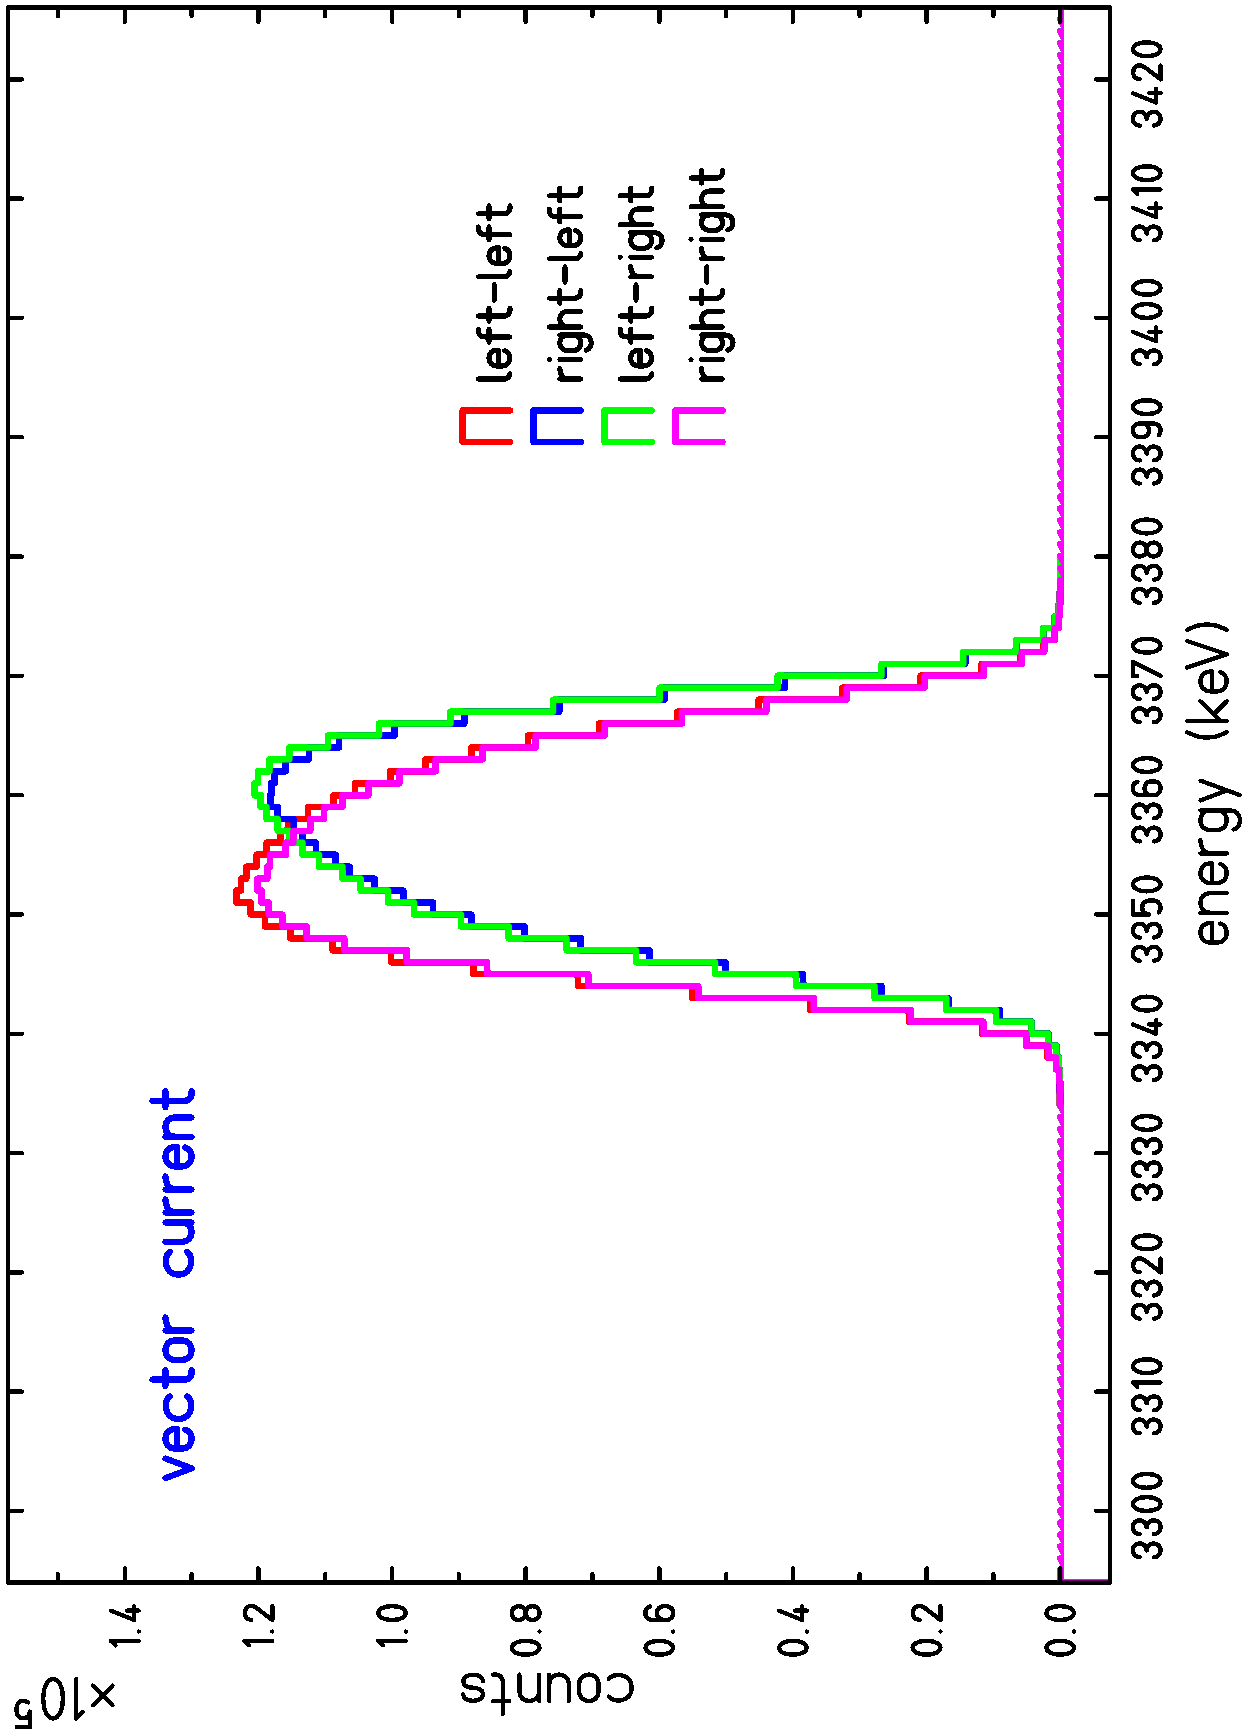 ×10⁵
vector current
1.4
1.2
1.0
0.8
0.6
0.4
0.2
0.0
counts
left-left
right-left
left-right
right-right
3300 3310 3320 3330 3340 3350 3360 3370 3380 3390 3400 3410 3420
energy (keV)